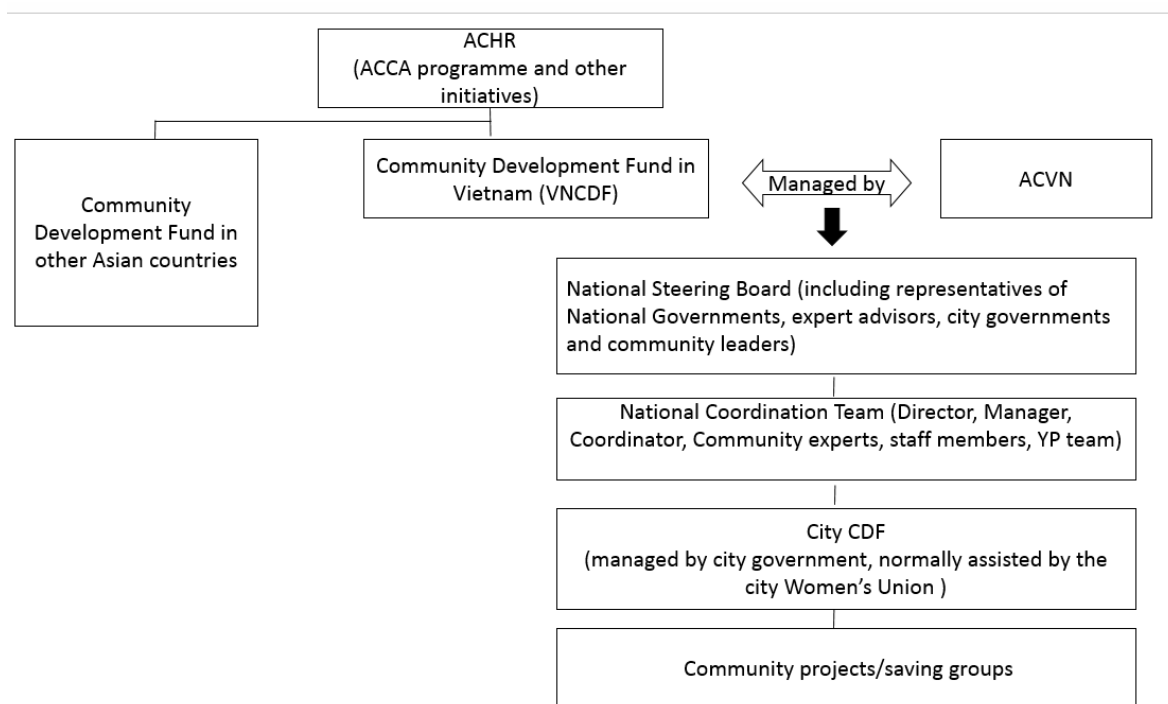 ACHR
(ACCA programme and other
initiatives)
Community
Development Fund in
other Asian countries
Community Development Fund in
Vietnam (VNCDF)
Managed by
ACVN
National Steering Board (including representatives of
National Governments, expert advisors, city governments
and community leaders)
National Coordination Team (Director, Manager,
Coordinator, Community experts, staff members, YP team)
City CDF
(managed by city government, normally assisted by the
city Women’s Union )
Community projects/saving groups